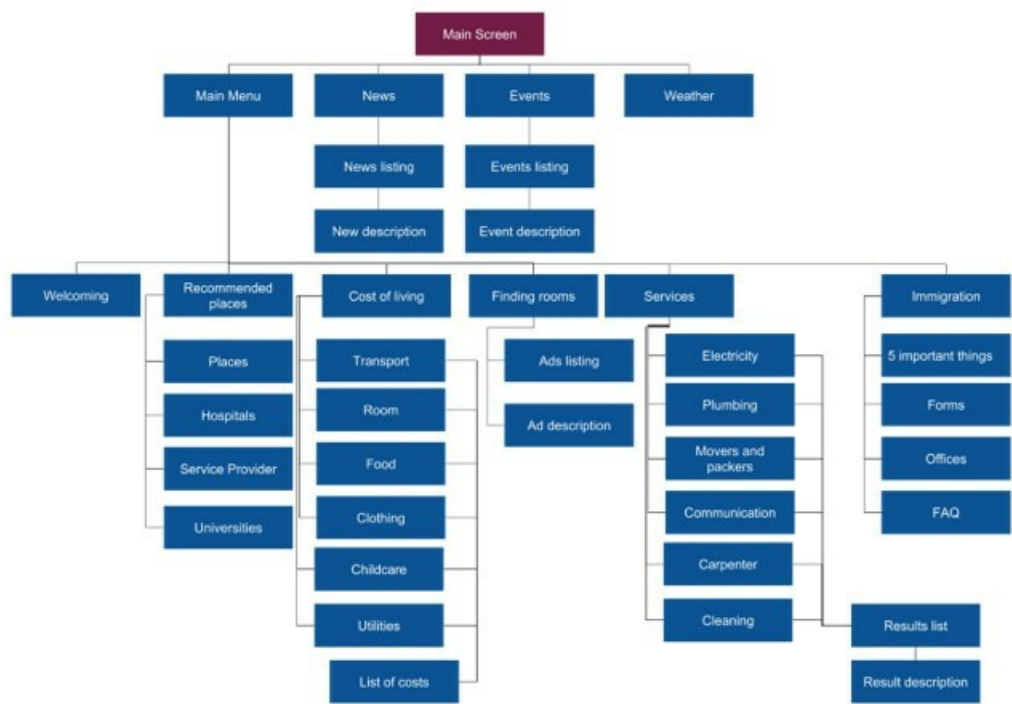 Main Screen
Main Menu
News
Events
Weather
News listing
Events listing
New description
Event description
Welcoming
Recommended
places
Cost of living
Finding rooms
Services
Immigration
Places
Hospitals
Service Provider
Universities
Transport
Room
Food
Clothing
Childcare
Utilities
List of costs
Ads listing
Ad description
Electricity
Plumbing
Movers and
packers
Communication
Carpenter
Cleaning
Results list
Result description
5 important things
Forms
Offices
FAQ